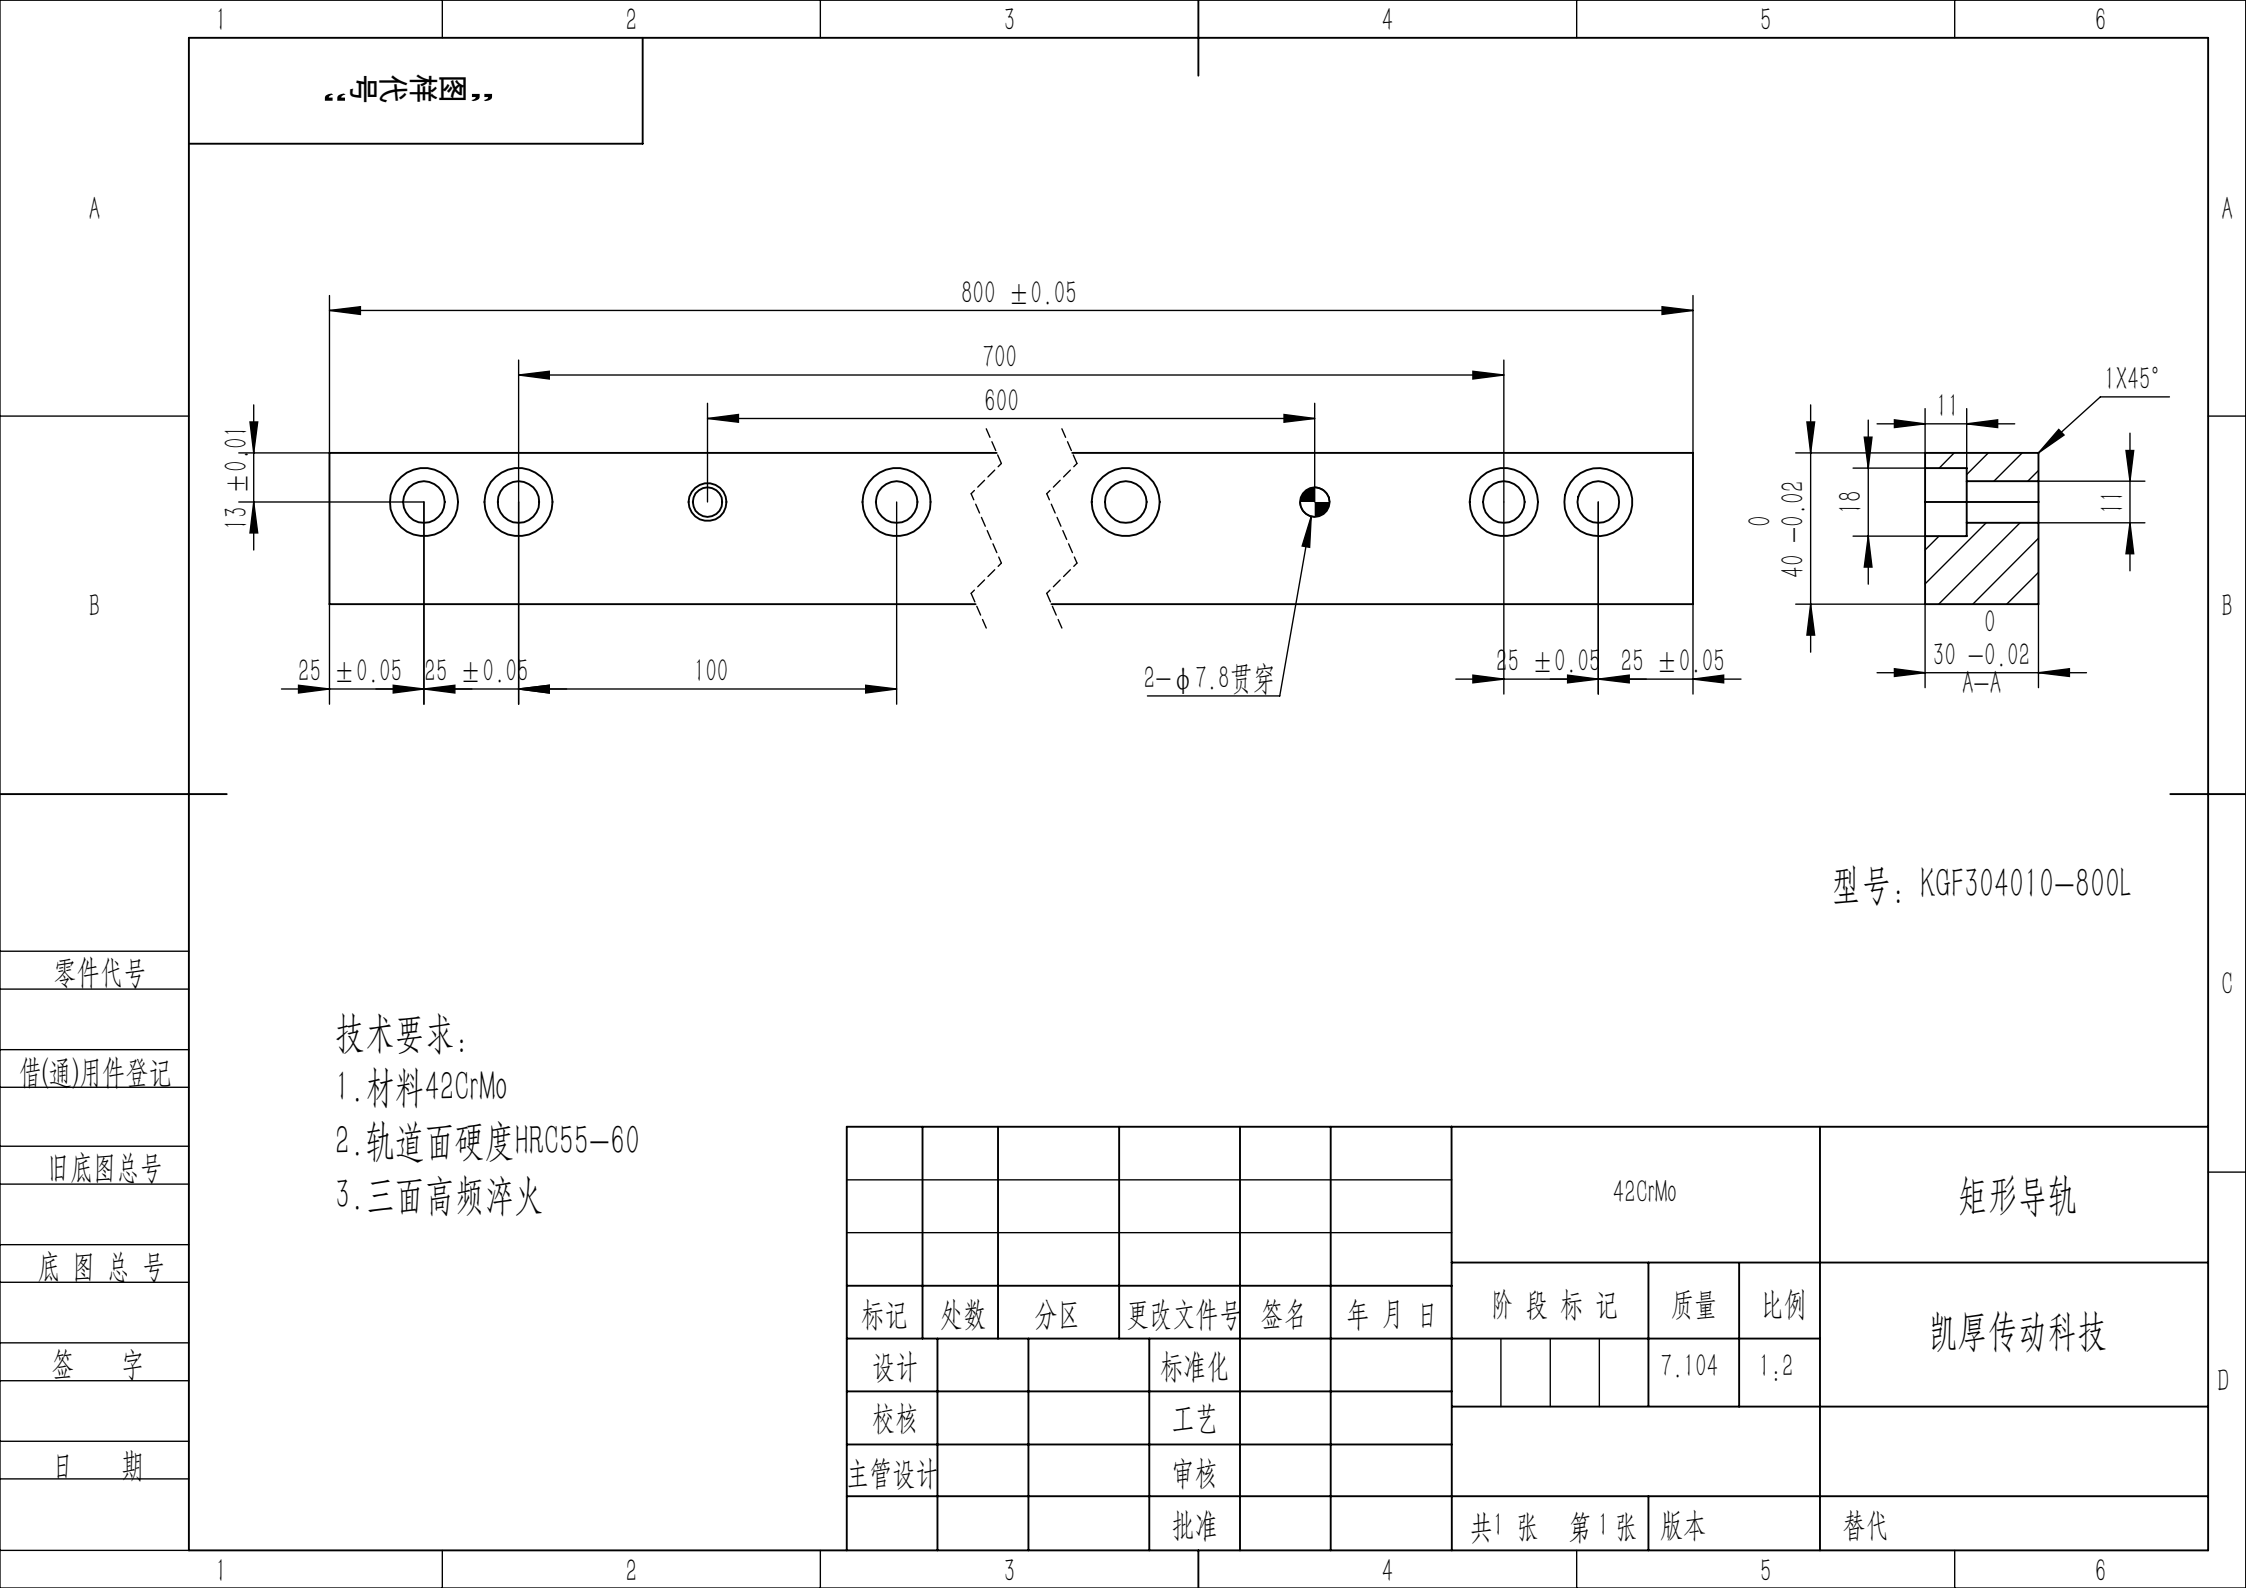 1 2 3 4 5 6
"图样代号"
A A
800 ±0.05
700
600
1X45°
11
13 ±0.01
18
11
0
40 -0.02
B B
0
30 -0.02
A-A
25 ±0.05 25 ±0.05 100
2-ϕ7.8贯穿
25 ±0.05 25 ±0.05
型号: KGF304010-800L
零件代号
C
技术要求:
借(通)用件登记
1.材料42CrMo
2.轨道面硬度HRC55-60
旧底图总号
3.三面高频淬火
42CrMo
矩形导轨
底图总号
标记 处数 分区 更改文件号 签名 年月日
阶段标记 质量 比例
凯厚传动科技
签字
设计 标准化
7.104 1:2
D
校核 工艺
日期
主管设计 审核
批准
共1张 第1张 版本 替代
1 2 3 4 5 6